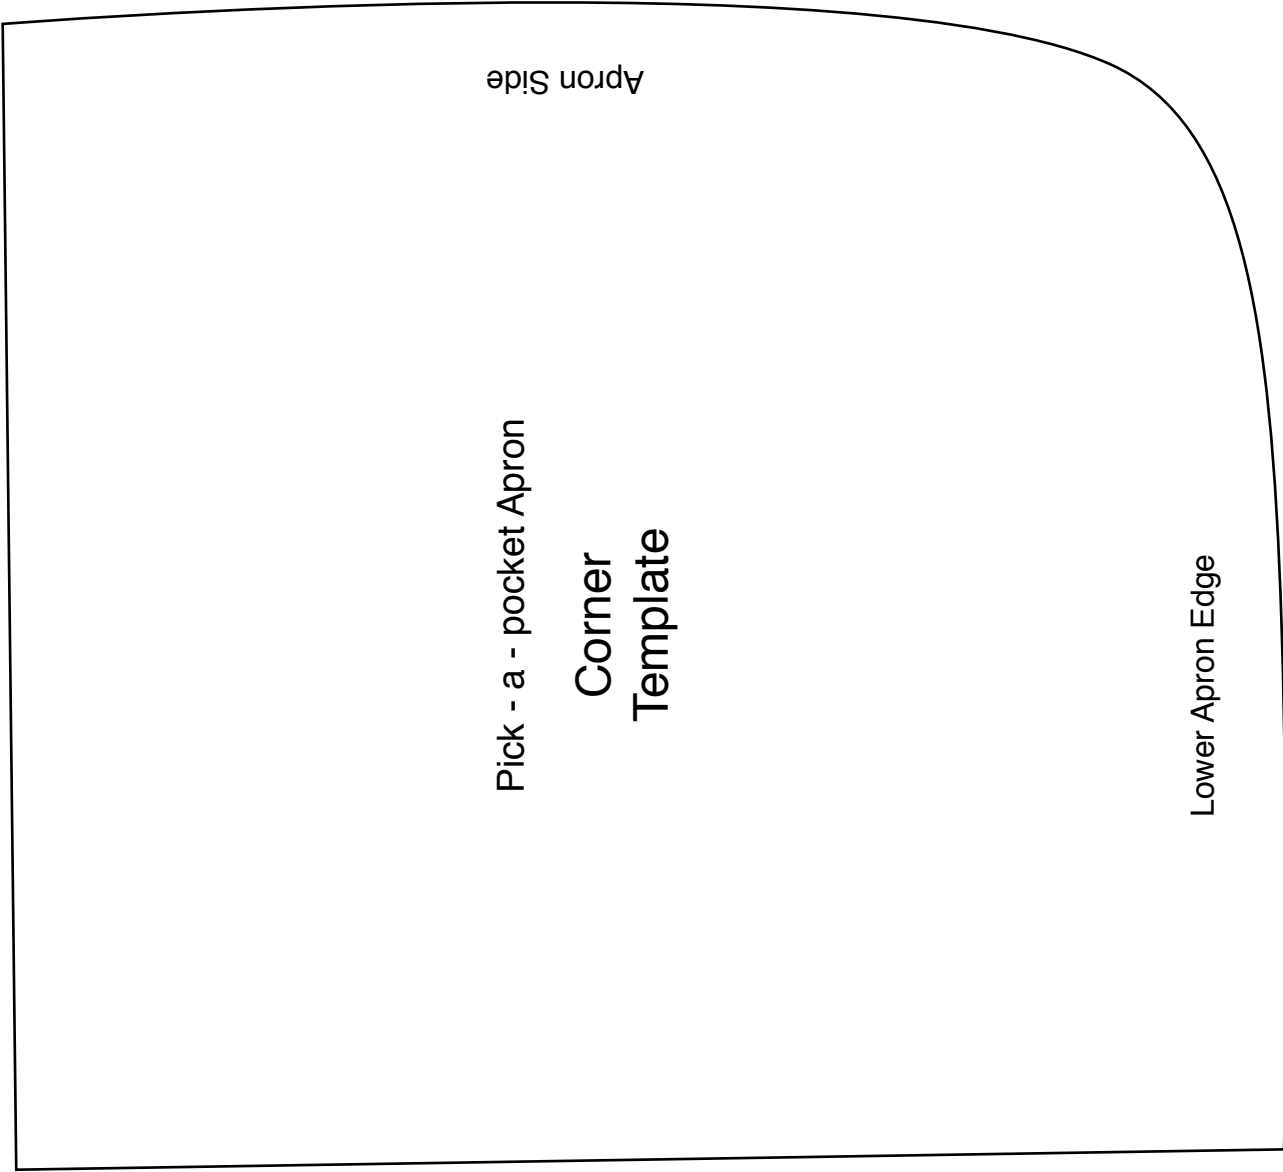 Apron Side
Pick - a - pocket Apron
Corner
Template
Lower Apron Edge